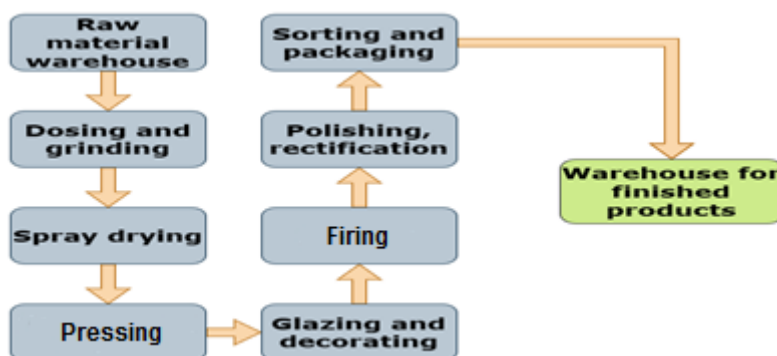 Raw
material
warehouse
Dosing and
grinding
Spray drying
Pressing
Glazing and
decorating
Firing
Polishing,
rectification
Sorting and
packaging
Warehouse for
finished
products